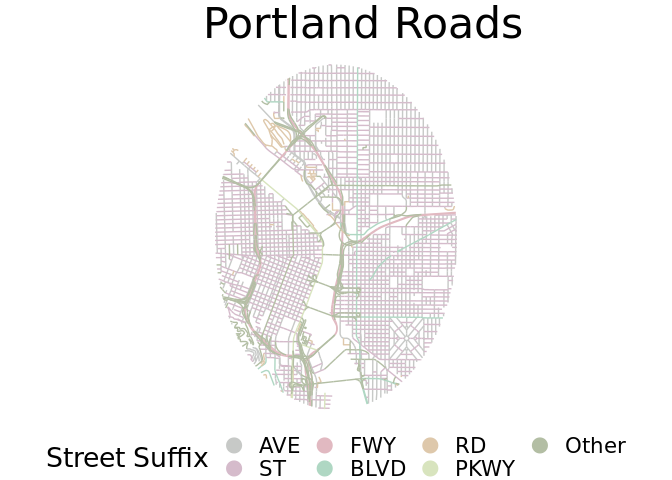 Portland Roads
Street Suffix
AVE FWY RD Other
ST BLVD PKWY